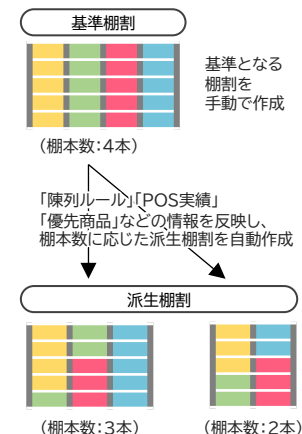 基準棚割
基準となる
棚割を
手動で作成
（棚本数：4本）
「陳列ルール」「POS実績」
「優先商品」などの情報を反映し、
棚本数に応じた派生棚割を自動作成
派生棚割
（棚本数：3本）
（棚本数：2本）